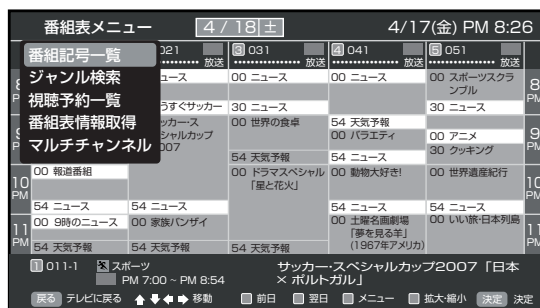 番組表メニュー 4/18 土 4/17(金) PM 8:26
番組記号一覧
ジャンル検索
視聴予約一覧
番組表情報取得
マルチチャンネル
021 3 031 4 041 5 051
放送 放送 放送 放送
8 PM
ュース 00 ニュース 00 ニュース 00 スポーツスクランブル
うすぐサッカー 30 ニュース 30 ニュース
9 PM
ッカー・スシャルカップ007 00 世界の食卓 54 天気予報 00 バラエティ 00 アニメ
54 天気予報 54 ニュース 30 クッキング
10 PM
00 報道番組 00 ドラマスペシャル「星と花火」 00 動物大好き! 00 世界遺産紀行
54 ニュース 54 ニュース 54 ニュース 54 ニュース
11 PM
00 9時のニュース 00 家族バンザイ 00 土曜名画劇場「夢を見る羊」(1967年アメリカ) 00 いい旅・日本列島
54 天気予報 54 天気予報 54 天気予報
1 011-1 スポーツ サッカー・スペシャルカップ2007「日本
PM 7:00 ~ PM 8:54 × ポルトガル」
戻る テレビに戻る 移動 前日 翌日 メニュー 拡大・縮小 決定 決定